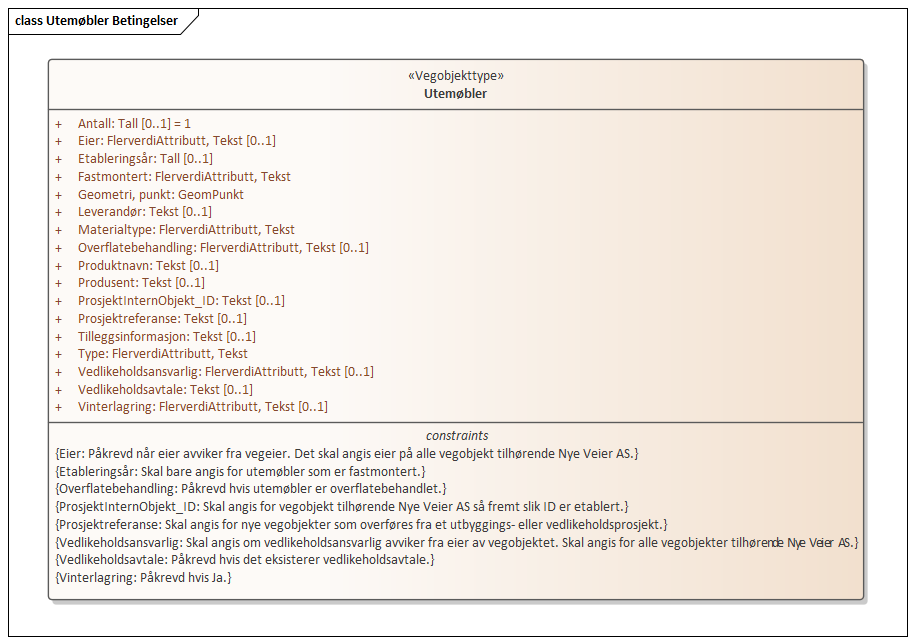 class Utemøbler Betingelser
«Vegobjekttype»
Utemøbler
+ Antall: Tall [0..1] = 1
+ Eier: FlerverdiAttributt, Tekst [0..1]
+ Etableringsår: Tall [0..1]
+ Fastmontert: FlerverdiAttributt, Tekst
+ Geometri, punkt: GeomPunkt
+ Leverandør: Tekst [0..1]
+ Materialtype: FlerverdiAttributt, Tekst
+ Overflatebehandling: FlerverdiAttributt, Tekst [0..1]
+ Produktnavn: Tekst [0..1]
+ Produsent: Tekst [0..1]
+ ProsjektInternObjekt_ID: Tekst [0..1]
+ Prosjektreferanse: Tekst [0..1]
+ Tilleggsinformasjon: Tekst [0..1]
+ Type: FlerverdiAttributt, Tekst
+ Vedlikeholdsansvarlig: FlerverdiAttributt, Tekst [0..1]
+ Vedlikeholdsavtale: Tekst [0..1]
+ Vinterlagring: FlerverdiAttributt, Tekst [0..1]
constraints
{Eier: Påkrevd når eier avviker fra vegeier. Det skal angis eier på alle vegobjekt tilhørende Nye Veier AS.}
{Etableringsår: Skal bare angis for utemøbler som er fastmontert.}
{Overflatebehandling: Påkrevd hvis utemøbler er overflatebehandlet.}
{ProsjektInternObjekt_ID: Skal angis for vegobjekt tilhørende Nye Veier AS så fremt slik ID er etablert.}
{Prosjektreferanse: Skal angis for nye vegobjekter som overføres fra et utbyggings- eller vedlikeholdsprosjekt.}
{Vedlikeholdsansvarlig: Skal angis om vedlikeholdsansvarlig avviker fra eier av vegobjektet. Skal angis for alle vegobjekter tilhørende Nye Veier AS.}
{Vedlikeholdsavtale: Påkrevd hvis det eksisterer vedlikeholdsavtale.}
{Vinterlagring: Påkrevd hvis Ja.}